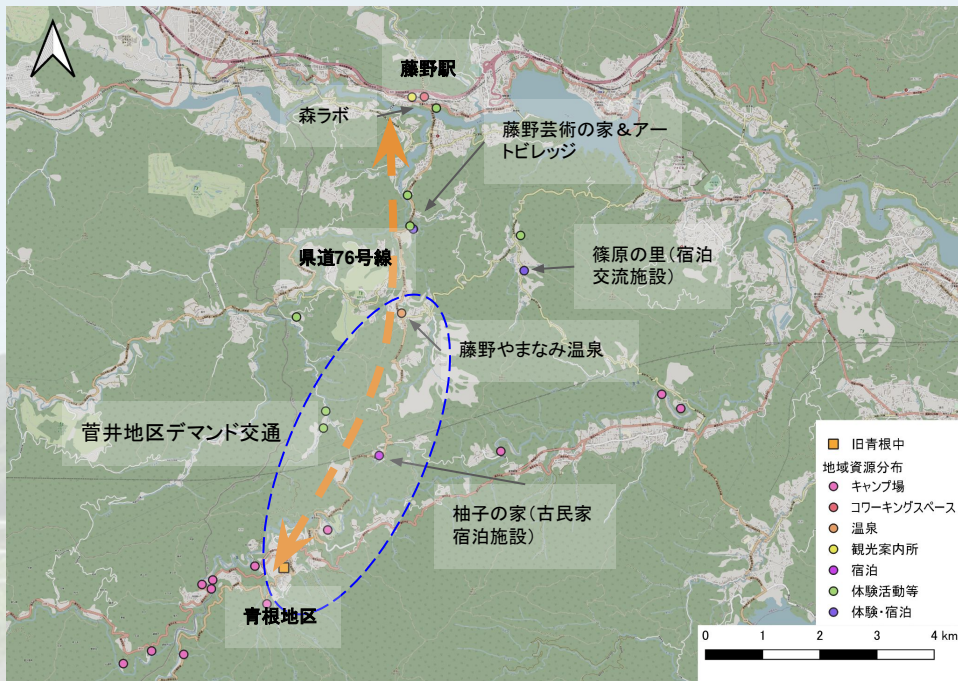 藤野駅
森ラボ
藤野芸術の家＆アー
トビレッジ
県道76号線
篠原の里(宿泊
交流施設)
藤野やまなみ温泉
菅井地区デマンド交通
柚子の家(古民家
宿泊施設)
青根地区
旧青根中
地域資源分布
キャンプ場
コワーキングスペース
温泉
観光案内所
宿泊
体験活動等
体験・宿泊
0 1 2 3 4 km